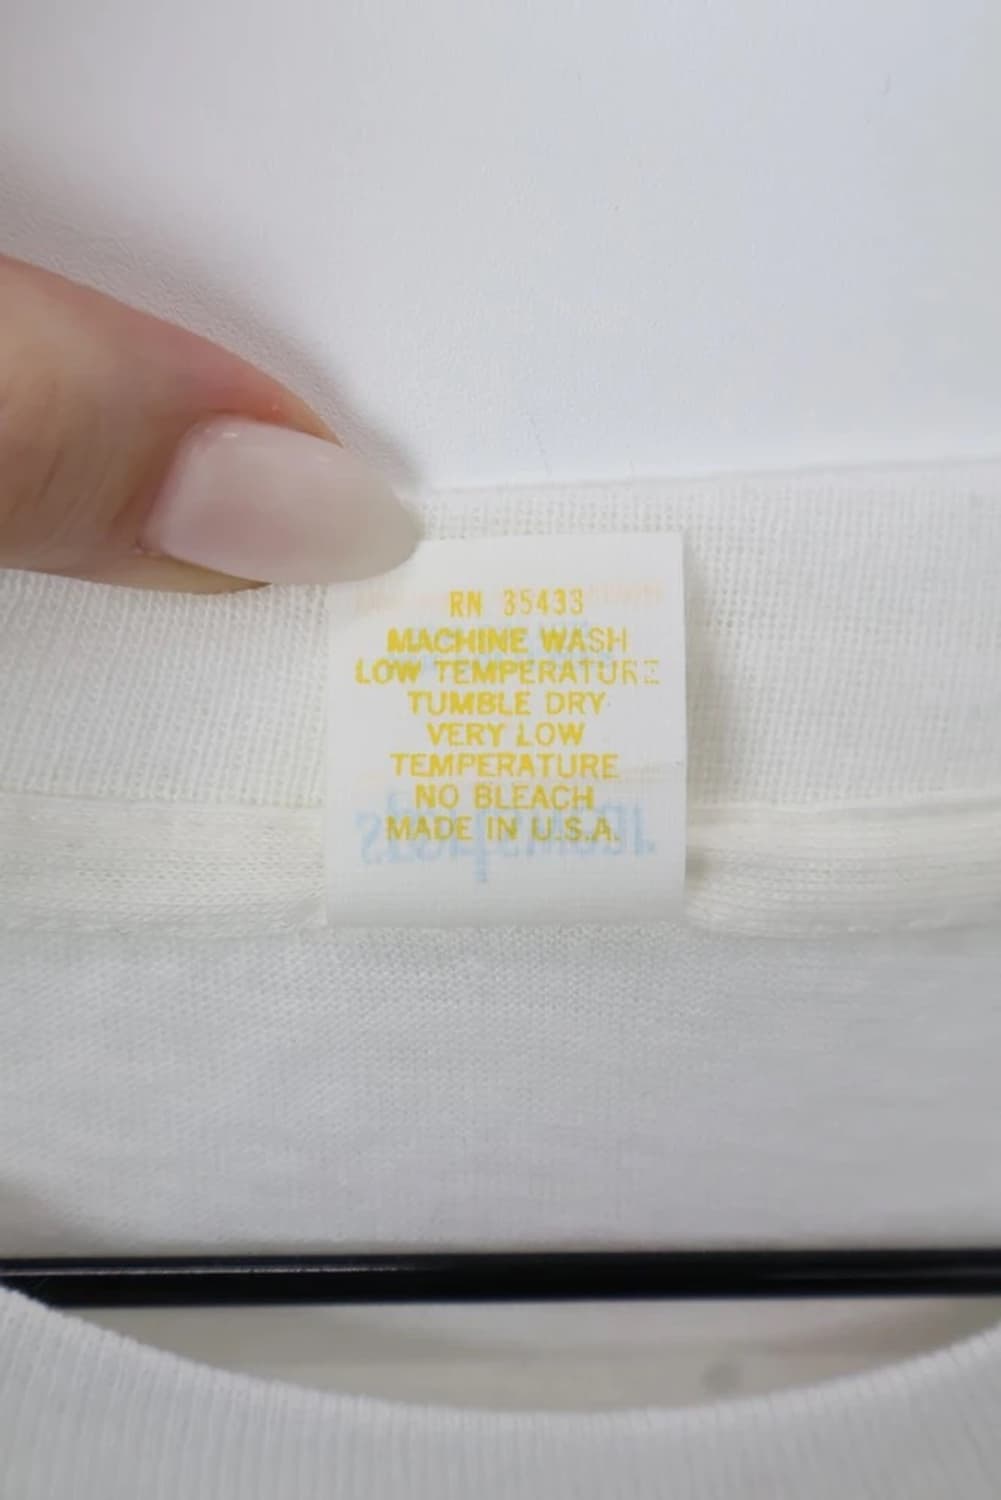 RN 35433
MACHINE WASH
LOW TEMPERATURE
TUMBLE DRY
VERY LOW
TEMPERATURE
NO BLEACH
MADE IN U.S.A.